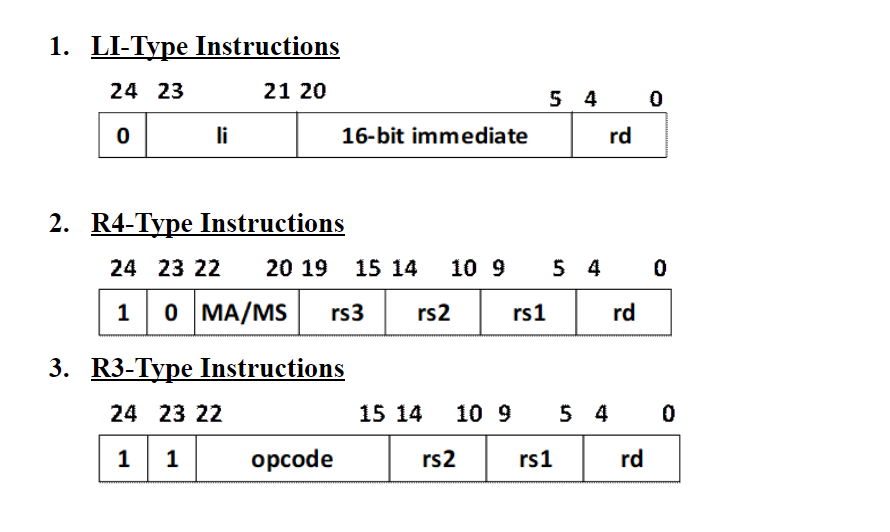 1. LI-Type Instructions
24 23 21 20 5 4 0
0 li 16-bit immediate rd
2. R4-Type Instructions
24 23 22 20 19 15 14 10 9 5 4 0
1 0 MA/MS rs3 rs2 rs1 rd
3. R3-Type Instructions
24 23 22 15 14 10 9 5 4 0
1 1 opcode rs2 rs1 rd